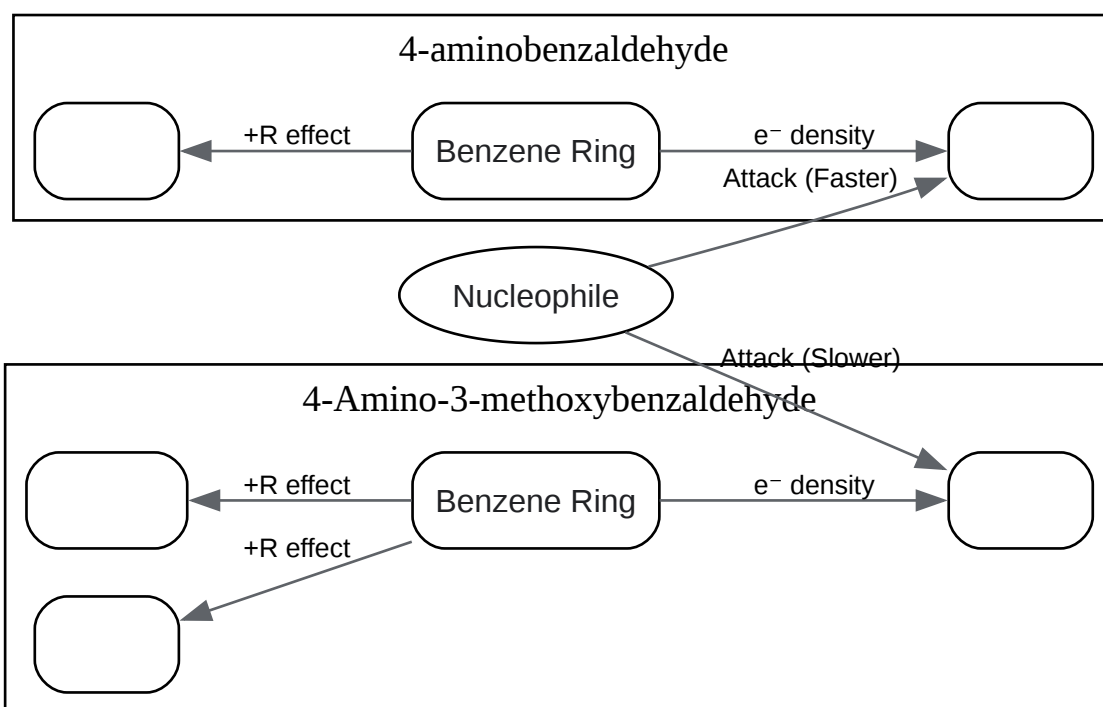 4-aminobenzaldehyde
+R effect
Benzene Ring
e⁻ density
Attack (Faster)
Nucleophile
Attack (Slower)
4-Amino-3-methoxybenzaldehyde
+R effect
Benzene Ring
e⁻ density
+R effect